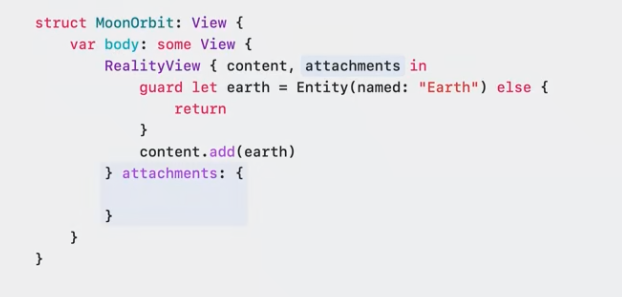 struct MoonOrbit: View {
    var body: some View {
        RealityView { content, attachments in
            guard let earth = Entity(named: "Earth") else {
                return
            }
            content.add(earth)
        } attachments: {

        }
    }
}